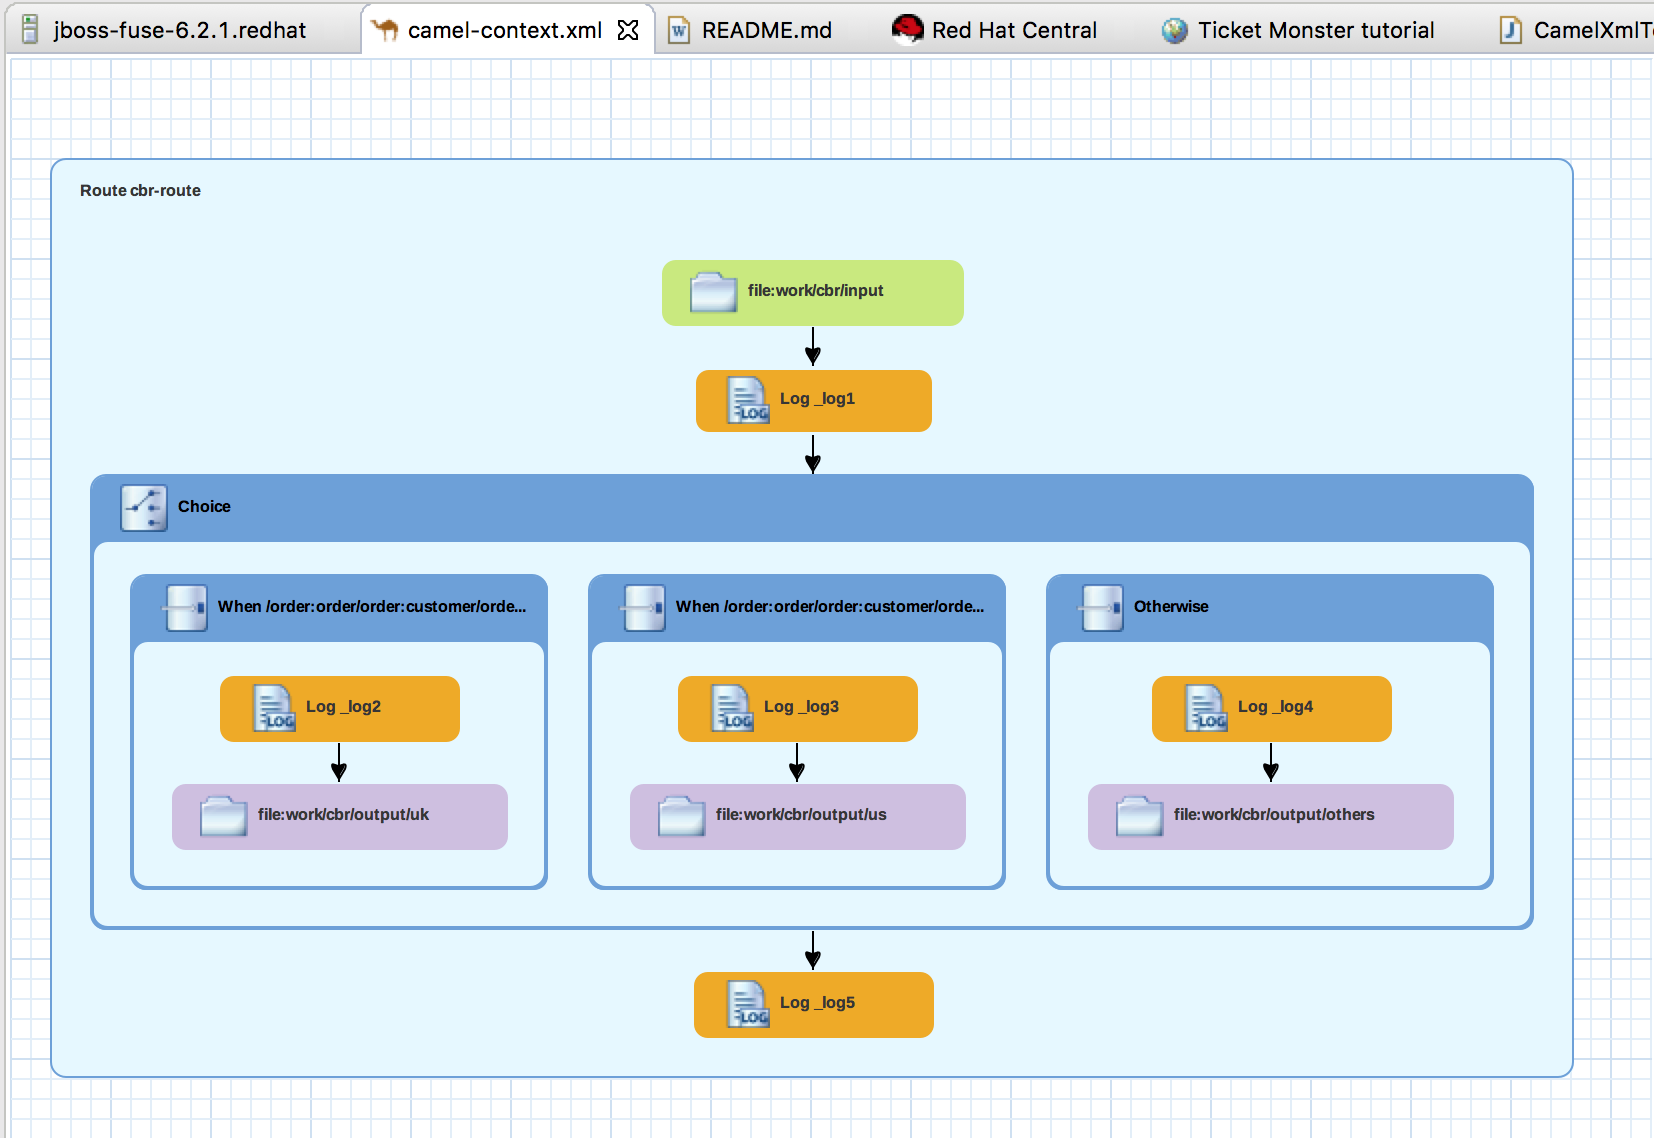 jboss-fuse-6.2.1.redhat
camel-context.xml
README.md
Red Hat Central
Ticket Monster tutorial
CamelXmlT
Route cbr-route
file:work/cbr/input
Log _log1
Choice
When /order:order/order:customer/orde...
When /order:order/order:customer/orde...
Otherwise
Log _log2
Log _log3
Log _log4
file:work/cbr/output/uk
file:work/cbr/output/us
file:work/cbr/output/others
Log _log5